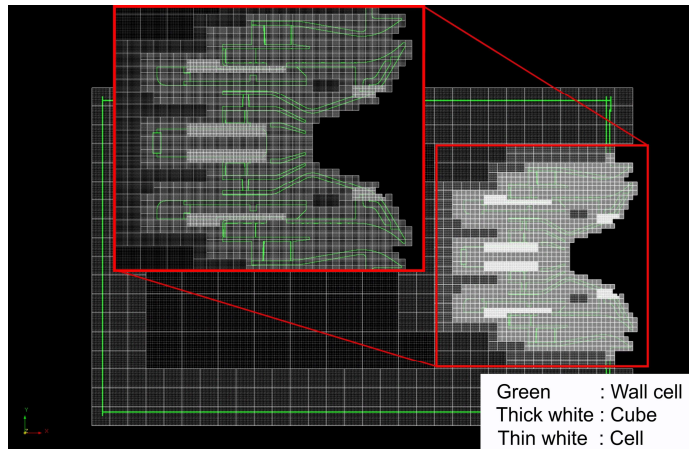 Green : Wall cell
Thick white : Cube
Thin white : Cell
Y
X